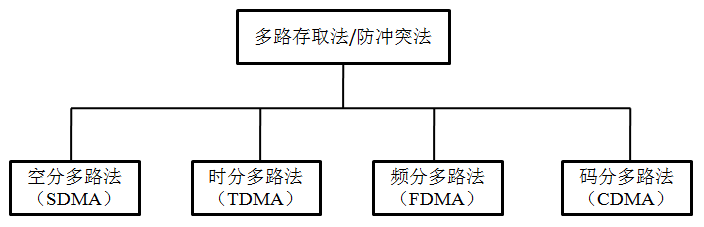 多路存取法/防冲突法
空分多路法
（SDMA）
时分多路法
（TDMA）
频分多路法
（FDMA）
码分多路法
（CDMA）